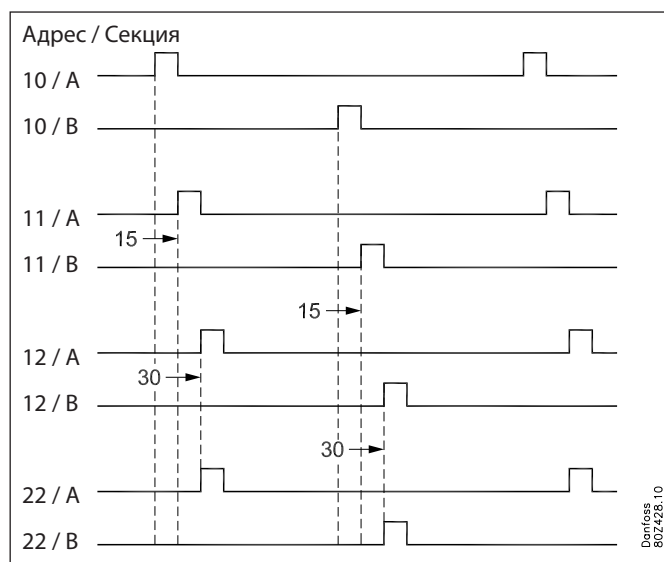 Адрес / Секция
10 / A
10 / B
11 / A
15
11 / B
15
12 / A
30
12 / B
30
22 / A
22 / B
Danfoss
80Z428.10